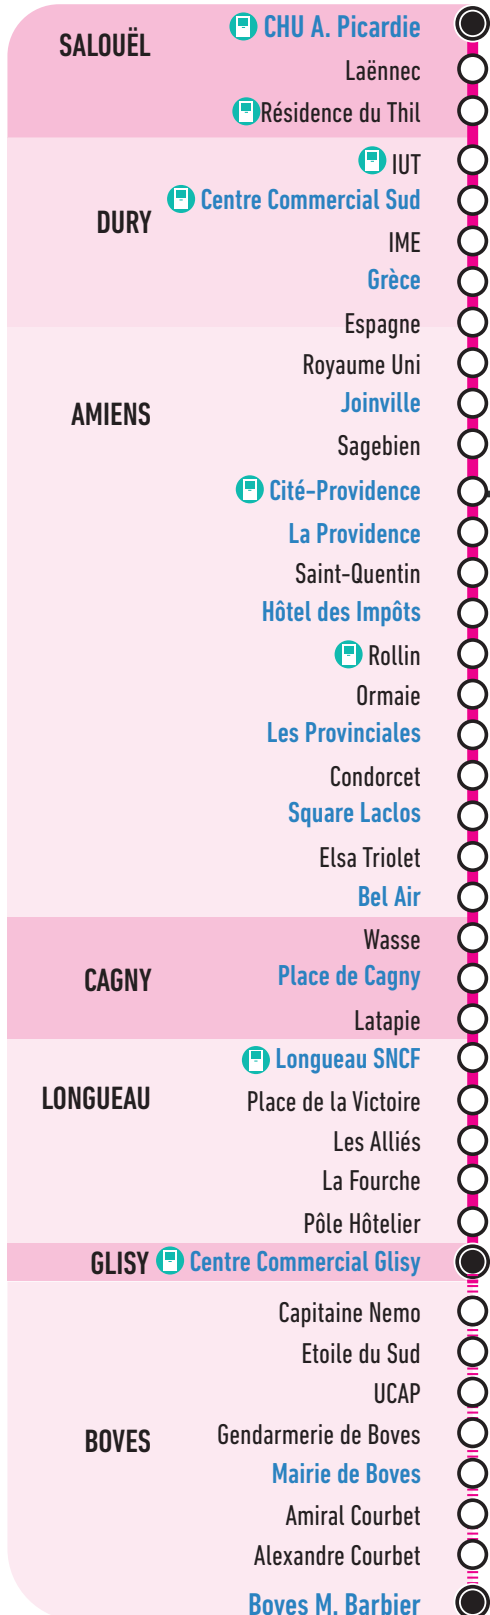 SALOUËL
CHU A. Picardie
Laënnec
Résidence du Thil
DURY
IUT
Centre Commercial Sud
IME
Grèce
Espagne
AMIENS
Royaume Uni
Joinville
Sagebien
Cité-Providence
La Providence
Saint-Quentin
Hôtel des Impôts
Rollin
Ormaie
Les Provinciales
Condorcet
Square Laclos
Elsa Triolet
Bel Air
CAGNY
Wasse
Place de Cagny
Latapie
LONGUEAU
Longueau SNCF
Place de la Victoire
Les Alliés
La Fourche
Pôle Hôtelier
GLISY
Centre Commercial Glisy
BOVES
Capitaine Nemo
Etoile du Sud
UCAP
Gendarmerie de Boves
Mairie de Boves
Amiral Courbet
Alexandre Courbet
Boves M. Barbier